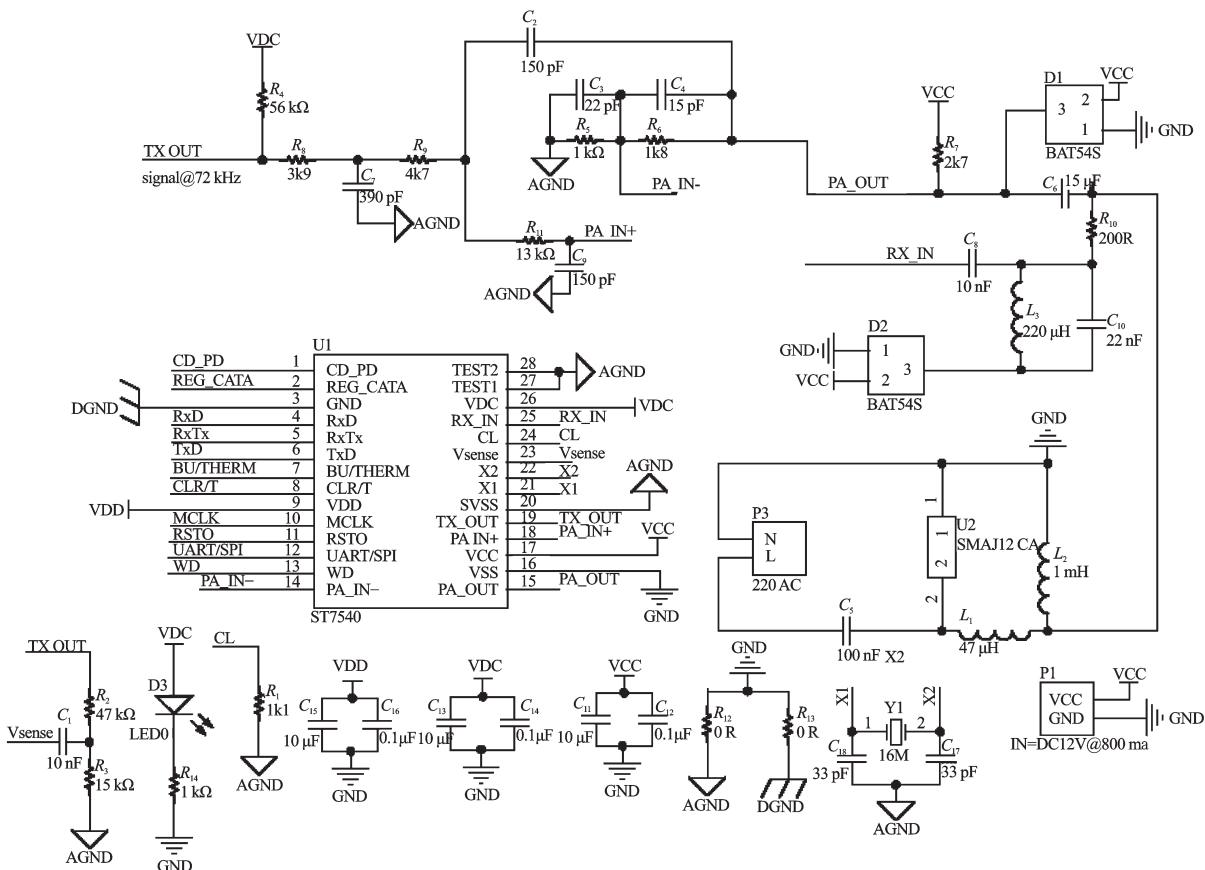 VDC
R4
56 kΩ
TX OUT
signal@72 kHz
R8
3k9
C7
390 pF
AGND
R9
4k7
C2
150 pF
C3
22 pF
C4
15 pF
R5
1 kΩ
R6
1k8
AGND
PA_IN-
R11
13 kΩ
PA IN+
C9
150 pF
AGND
VCC
R7
2k7
PA_OUT
D1
VCC
3
2
1
GND
BAT54S
C6
15 μF
R10
200R
RX_IN
C8
10 nF
L3
220 μH
C10
22 nF
D2
GND
VCC
1
2
3
BAT54S
U1
CD_PD 1 CD_PD
REG_CATA 2 REG_CATA
DGND 3 GND
RxD 4 RxD
RxTx 5 RxTx
TxD 6 TxD
BU/THERM 7 BU/THERM
CLR/T 8 CLR/T
VDD 9 VDD
MCLK 10 MCLK
RSTO 11 RSTO
UART/SPI 12 UART/SPI
WD 13 WD
PA_IN− 14 PA_IN−
TEST2 28 AGND
TEST1 27
VDC 26 VDC
RX_IN 25 RX_IN
CL 24 CL
Vsense 23 Vsense
X2 22 X2
X1 21 X1
SVSS 20 AGND
TX_OUT 19 TX_OUT
PA IN+ 18 PA_IN+
VCC 17 VCC
VSS 16 GND
PA_OUT 15 PA_OUT
ST7540
GND
P3
N
L
220 AC
1
1
U2
SMAJ12 CA
2
2
L2
1 mH
C5
100 nF X2
L1
47 μH
TX OUT
R2
47 kΩ
Vsense
C1
10 nF
R3
15 kΩ
AGND
VDC
D3
LED0
R14
1 kΩ
GND
CL
R1
1k1
AGND
VDD
C15
10 μF
C16
0.1μF
GND
VDC
C13
10 μF
C14
0.1μF
GND
VCC
C11
10 μF
C12
0.1μF
GND
GND
R12
0 R
R13
0 R
AGND
DGND
X1
X2
Y1
1
2
16M
C18
33 pF
C17
33 pF
AGND
P1
VCC
GND
VCC
GND
IN=DC12V@800 ma